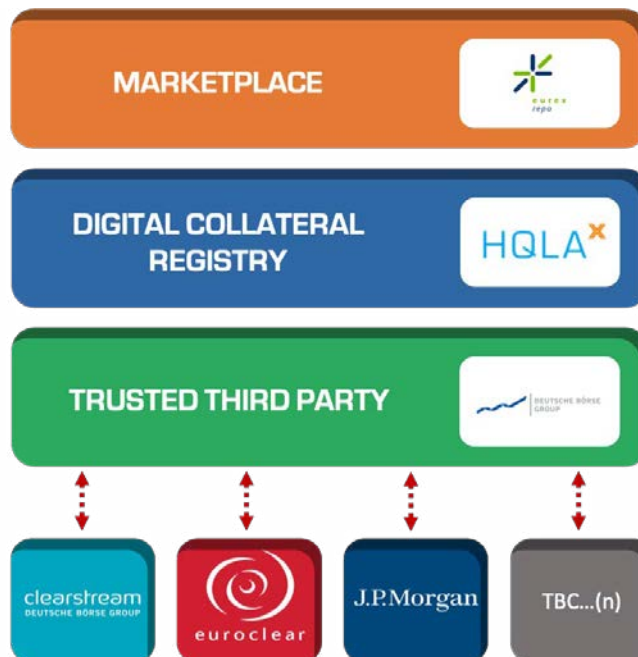 MARKETPLACE
eurex
repo
DIGITAL COLLATERAL
REGISTRY
HQLAx
TRUSTED THIRD PARTY
DEUTSCHE BÖRSE
GROUP
clearstream
DEUTSCHE BÖRSE GROUP
euroclear
J.P.Morgan
TBC...(n)